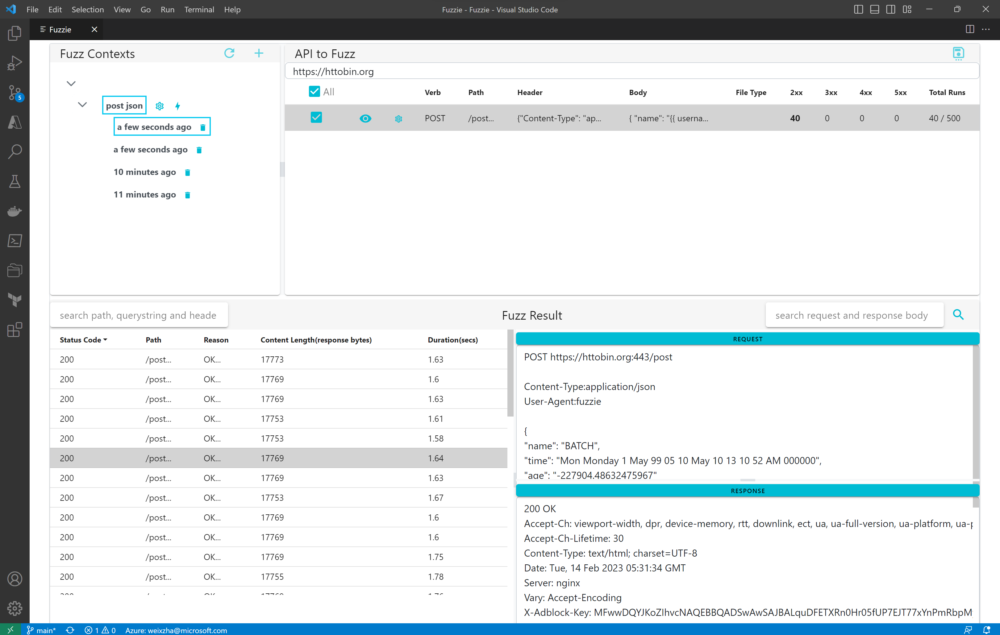 File Edit Selection View Go Run Terminal Help
Fuzzie - Fuzzie - Visual Studio Code
Fuzzie
Fuzz Contexts
post json
a few seconds ago
a few seconds ago
10 minutes ago
11 minutes ago
5
API to Fuzz
https://httobin.org
All Verb Path Header Body File Type 2xx 3xx 4xx 5xx Total Runs
POST /post... {"Content-Type": "ap... { "name": "{{ userna... 40 0 0 0 40 / 500
search path, querystring and heade
Fuzz Result
search request and response body
Status Code Path Reason Content Length(response bytes) Duration(secs)
200 /post... OK... 17773 1.63
200 /post... OK... 17769 1.6
200 /post... OK... 17769 1.63
200 /post... OK... 17753 1.61
200 /post... OK... 17753 1.58
200 /post... OK... 17769 1.64
200 /post... OK... 17769 1.63
200 /post... OK... 17753 1.67
200 /post... OK... 17769 1.6
200 /post... OK... 17769 1.6
200 /post... OK... 17769 1.75
200 /post... OK... 17755 1.78
REQUEST
POST https://httobin.org:443/post
Content-Type:application/json
User-Agent:fuzzie
{
"name": "BATCH",
"time": "Mon Monday 1 May 99 05 10 May 10 13 10 52 AM 000000",
"age": "-227904.48632475967"
RESPONSE
200 OK
Accept-Ch: viewport-width, dpr, device-memory, rtt, downlink, ect, ua, ua-full-version, ua-platform,
Accept-Ch-Lifetime: 30
Content-Type: text/html; charset=UTF-8
Date: Tue, 14 Feb 2023 05:31:34 GMT
Server: nginx
Vary: Accept-Encoding
X-Adblock-Key:
main* 1 0 Azure: weixzha@microsoft.com